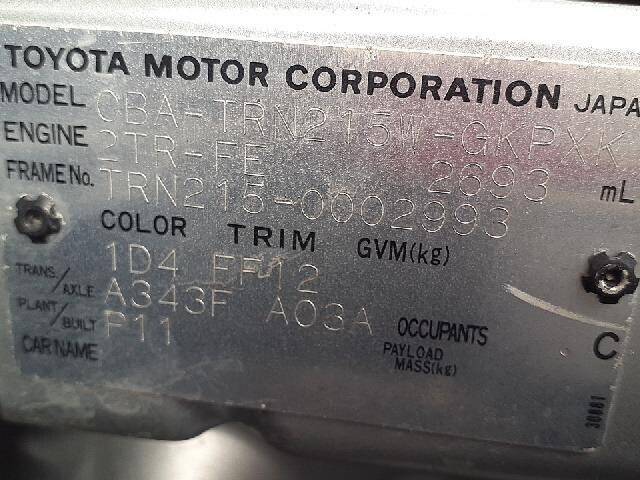 TOYOTA MOTOR CORPORATION JAPA
MODEL CBA-TRN215W-GKPXK
ENGINE 2TR-FE 2693 mL
FRAME No. TRN215-0002993
COLOR TRIM GVM(kg)
1D4 FF12
TRANS/AXLE A343F A03A
PLANT/BUILT P11 OCCUPANTS C
CAR NAME PAYLOAD MASS(kg)
30881